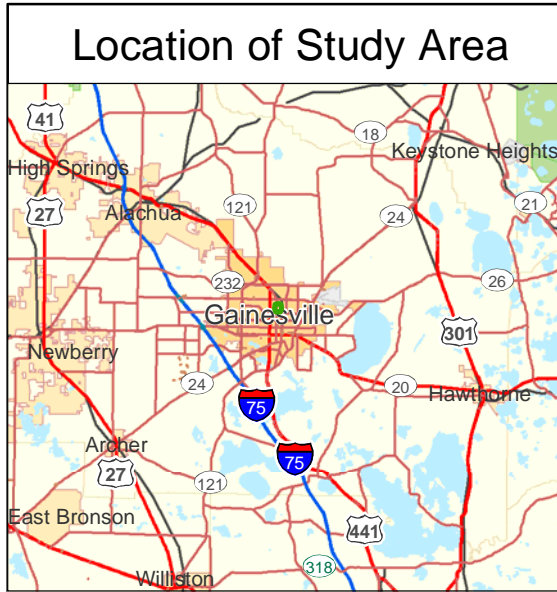 Location of Study Area
41
18
High Springs
Keystone Heights
27
121
21
Alachua
24
232
26
Gainesville
301
Newberry
24
20
75
Hawthorne
Archer
75
27
121
East Bronson
441
318
Williston